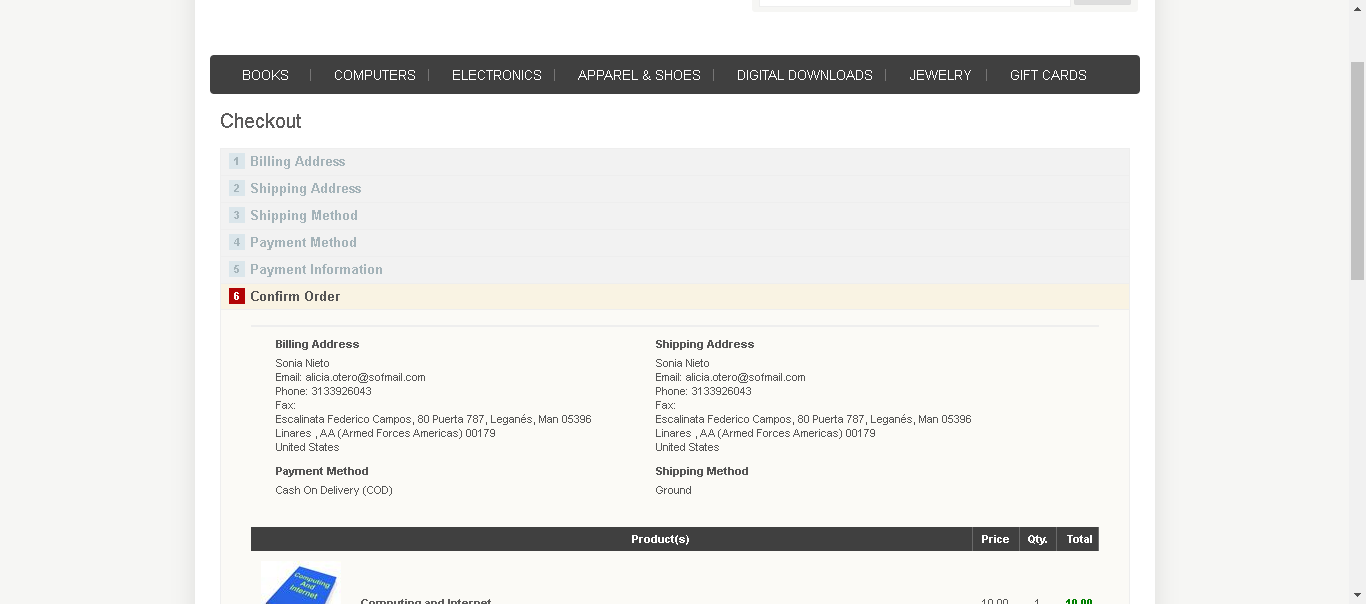 BOOKS COMPUTERS ELECTRONICS APPAREL & SHOES DIGITAL DOWNLOADS JEWELRY GIFT CARDS
Checkout
1 Billing Address
2 Shipping Address
3 Shipping Method
4 Payment Method
5 Payment Information
6 Confirm Order
Billing Address
Sonia Nieto
Email: alicia.otero@sofmail.com
Phone: 3133926043
Fax:
Escalinata Federico Campos, 80 Puerta 787, Leganés, Man 05396
Linares , AA (Armed Forces Americas) 00179
United States
Payment Method
Cash On Delivery (COD)
Shipping Address
Sonia Nieto
Email: alicia.otero@sofmail.com
Phone: 3133926043
Fax:
Escalinata Federico Campos, 80 Puerta 787, Leganés, Man 05396
Linares , AA (Armed Forces Americas) 00179
United States
Shipping Method
Ground
Product(s) Price Qty. Total
Computing
And
Internet
Computing and Internet 10.00 1 10.00